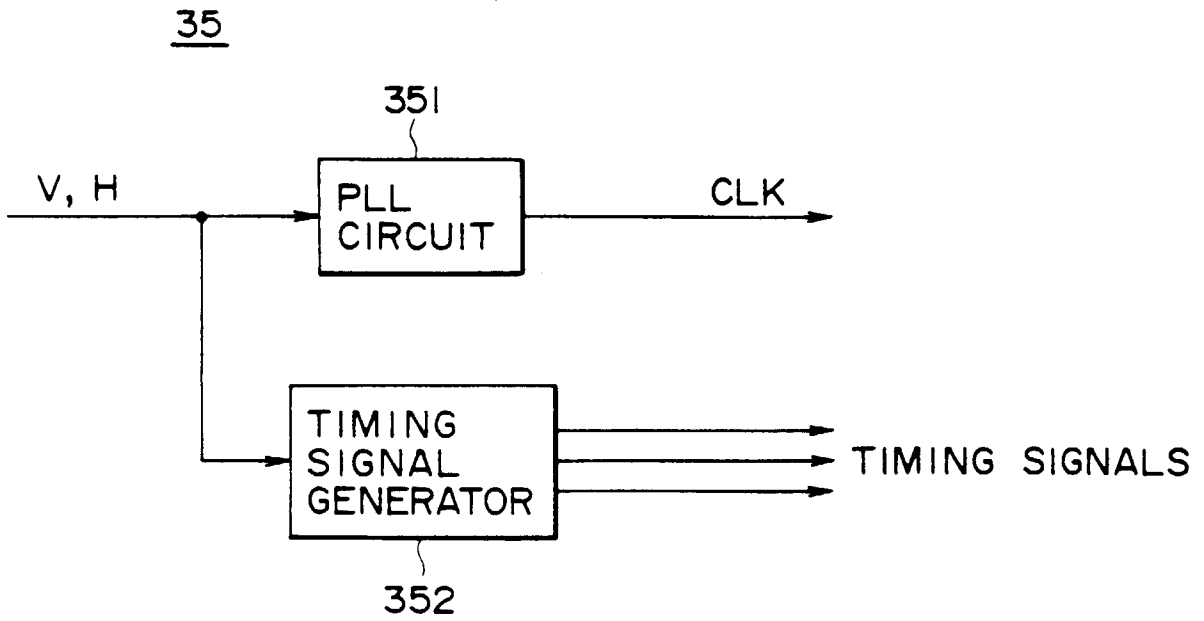 35
351
V, H
PLL
CIRCUIT
CLK
TIMING
SIGNAL
GENERATOR
TIMING SIGNALS
352